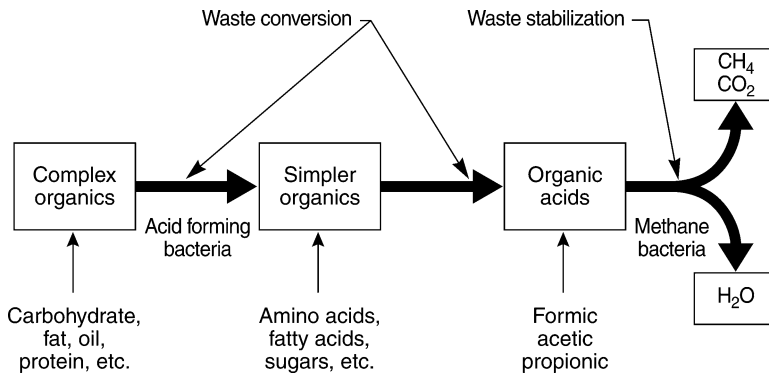 Waste conversion
Waste stabilization
CH₄
CO₂
Complex
organics
Simpler
organics
Organic
acids
Acid forming
bacteria
Methane
bacteria
H₂O
Carbohydrate,
fat, oil,
protein, etc.
Amino acids,
fatty acids,
sugars, etc.
Formic
acetic
propionic